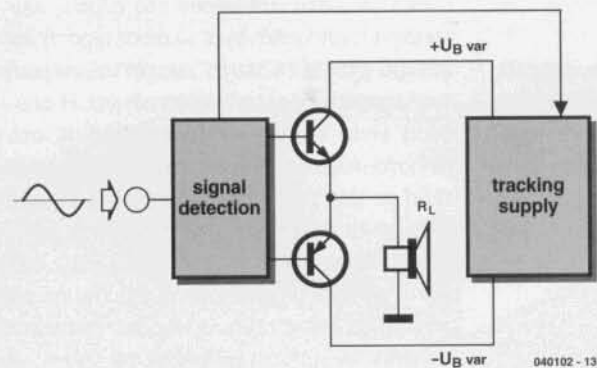 +UB var
signal
detection
tracking
supply
RL
−UB var
040102 - 13